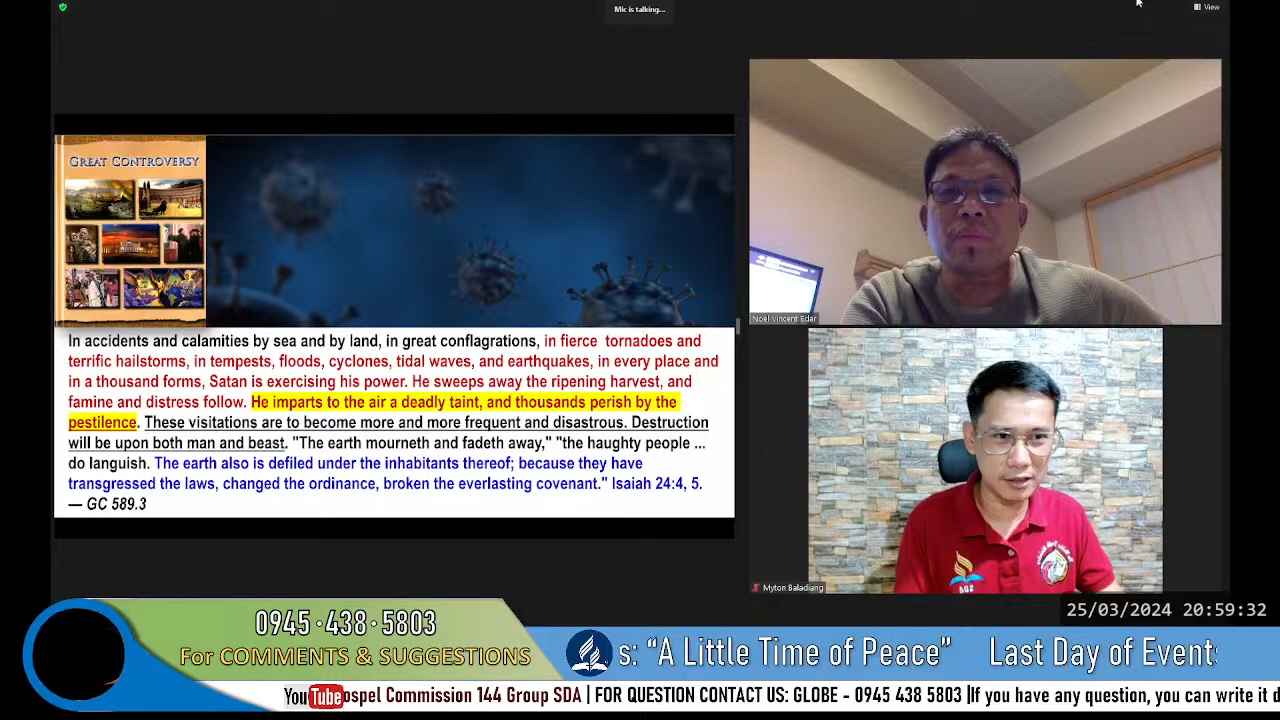 Mic is talking...
View
GREAT CONTROVERSY
In accidents and calamities by sea and by land, in great conflagrations, in fierce tornadoes and
terrific hailstorms, in tempests, floods, cyclones, tidal waves, and earthquakes, in every place and
in a thousand forms, Satan is exercising his power. He sweeps away the ripening harvest, and
famine and distress follow. He imparts to the air a deadly taint, and thousands perish by the
pestilence. These visitations are to become more and more frequent and disastrous. Destruction
will be upon both man and beast. "The earth mourneth and fadeth away," "the haughty people ...
do languish. The earth also is defiled under the inhabitants thereof; because they have
transgressed the laws, changed the ordinance, broken the everlasting covenant." Isaiah 24:4, 5.
— GC 589.3
Noel Vincent Edar
Myton Baladiang
25/03/2024 20:59:32
0945·438·5803
For COMMENTS & SUGGESTIONS
s: “A Little Time of Peace” Last Day of Event
YouTube ospel Commission 144 Group SDA | FOR QUESTION CONTACT US: GLOBE - 0945 438 5803 |If you have any question, you can write it d